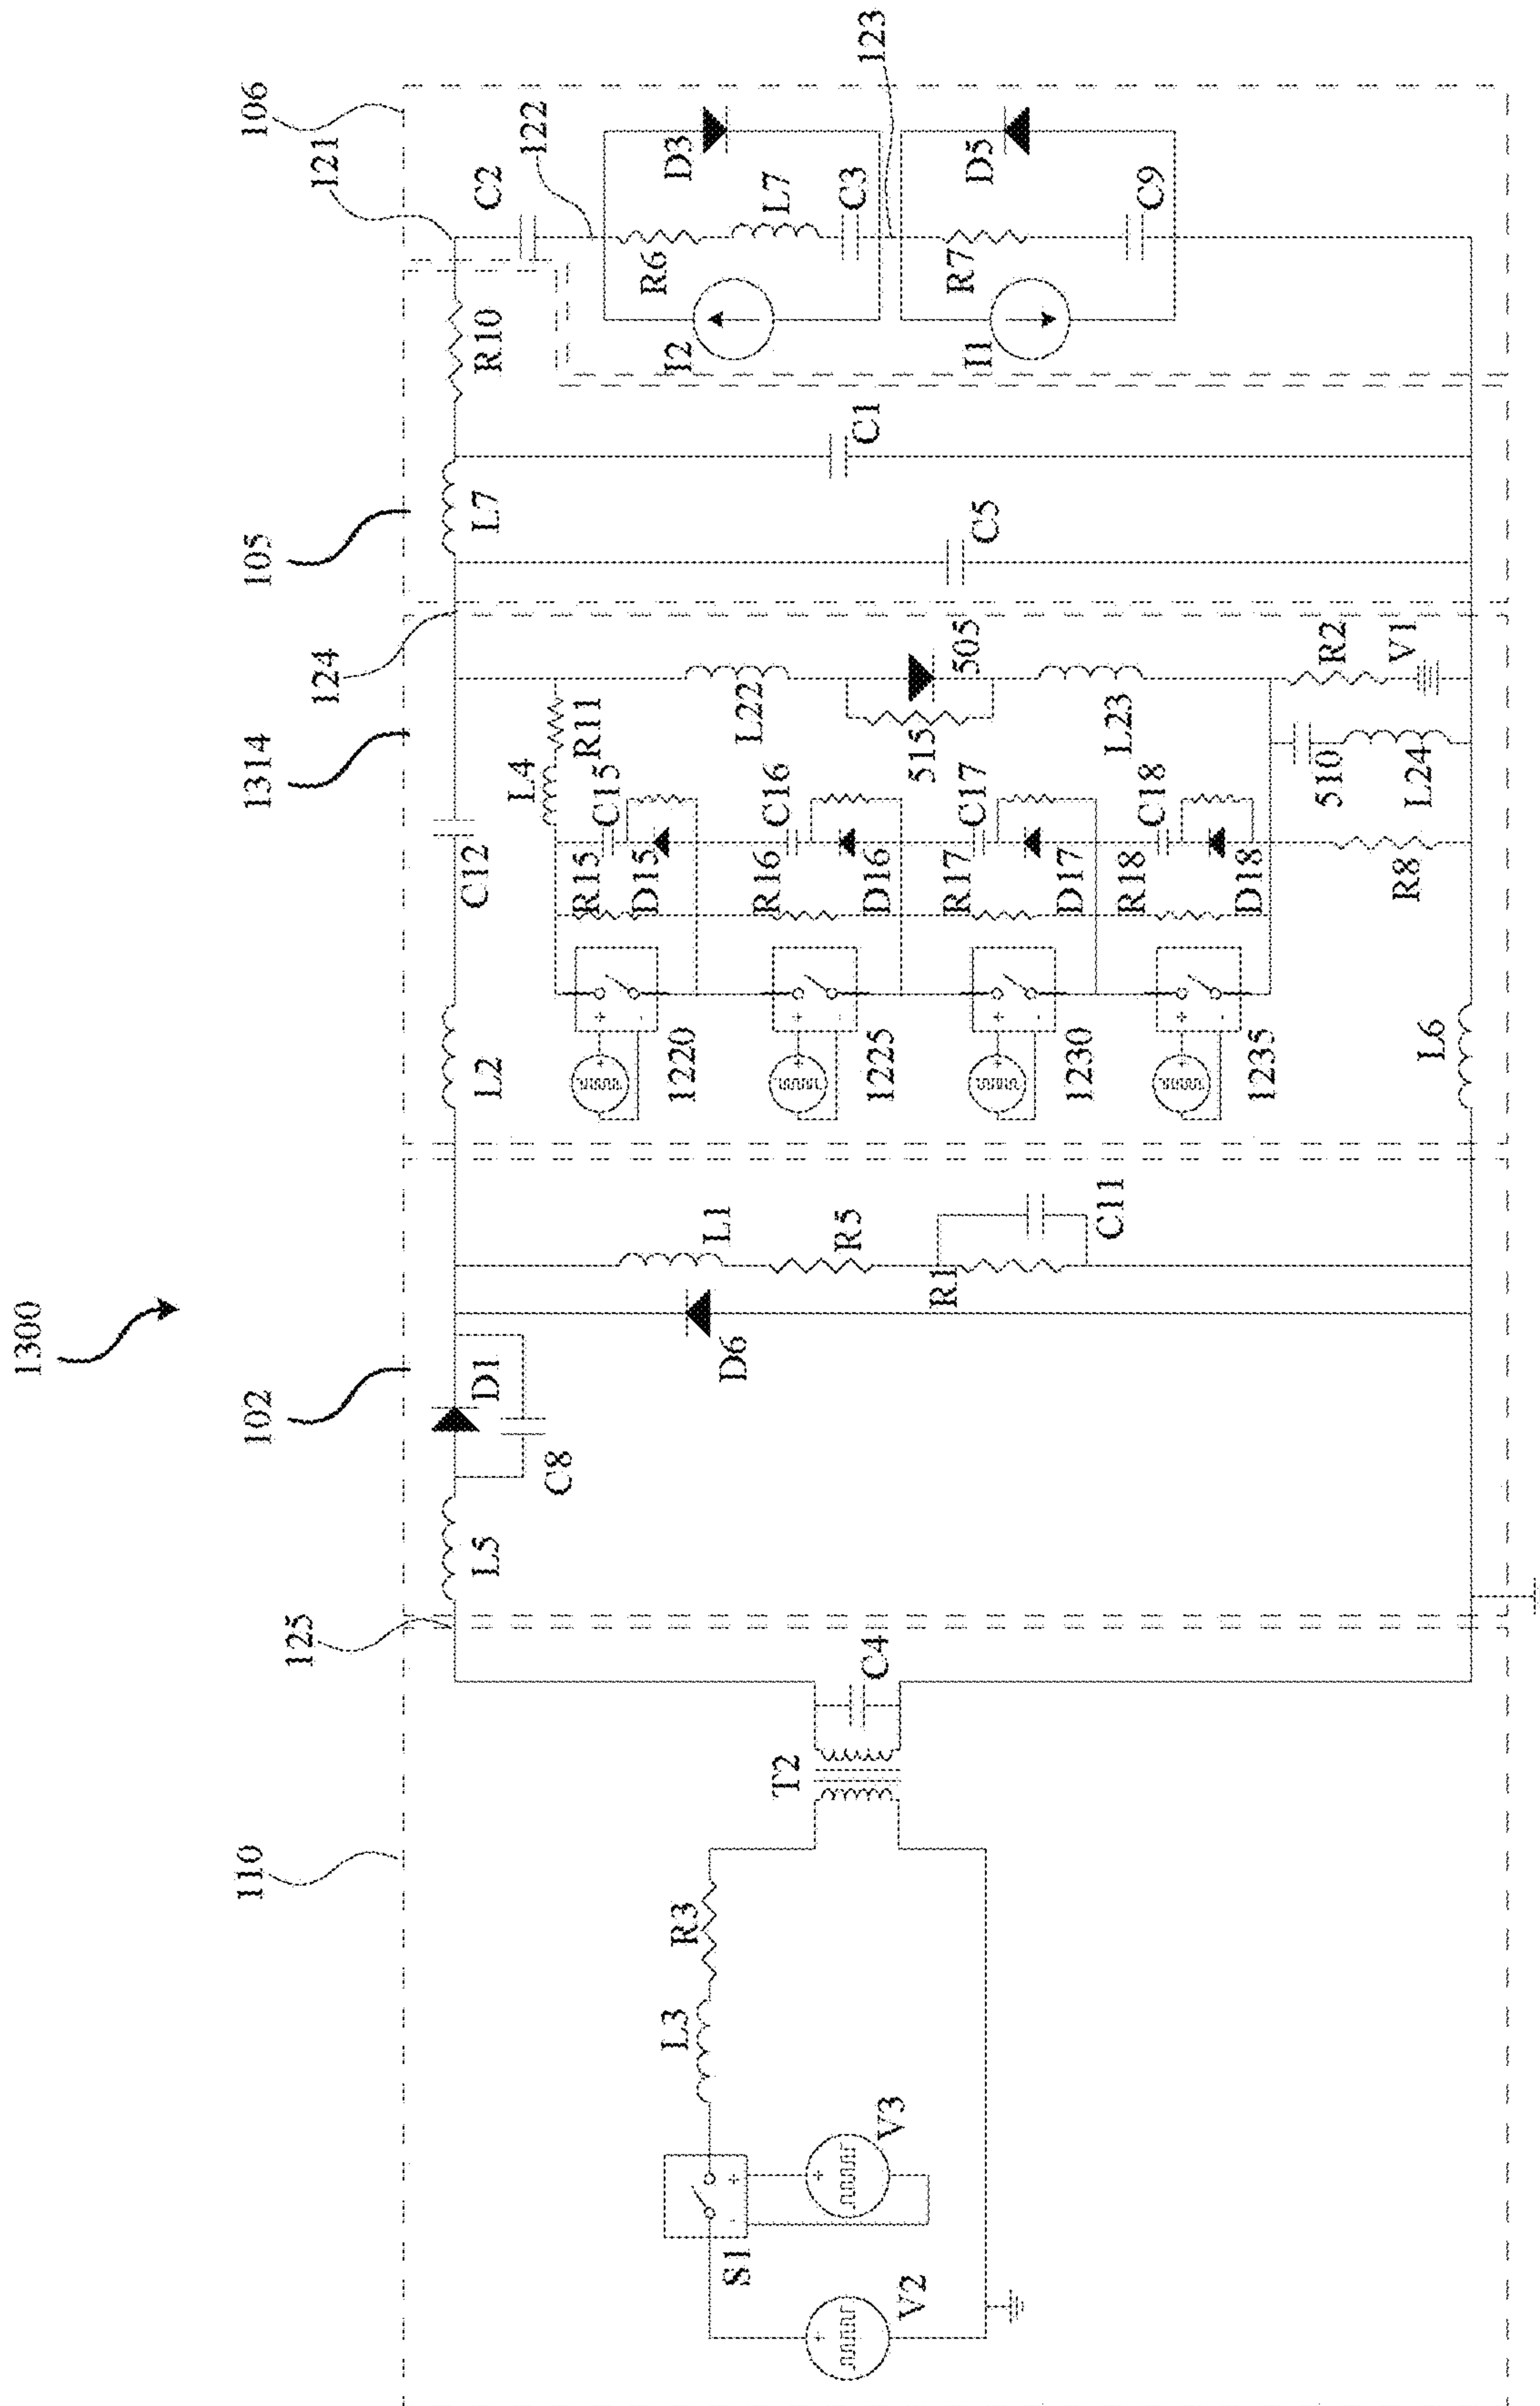 1300
110
125
102
1314
124
105
121
106
122
123
V2
S1
V3
L3
R3
T2
C4
L5
C8
D1
D6
L1
R5
R1
C11
L2
C12
L4
R11
1220
1225
1230
1235
R15
C15
D15
R16
C16
D16
R17
C17
D17
R18
C18
D18
R8
L6
L22
515
505
L23
510
L24
R2
V1
L7
C5
C1
R10
C2
I2
R6
L7
C3
D3
I1
R7
C9
D5